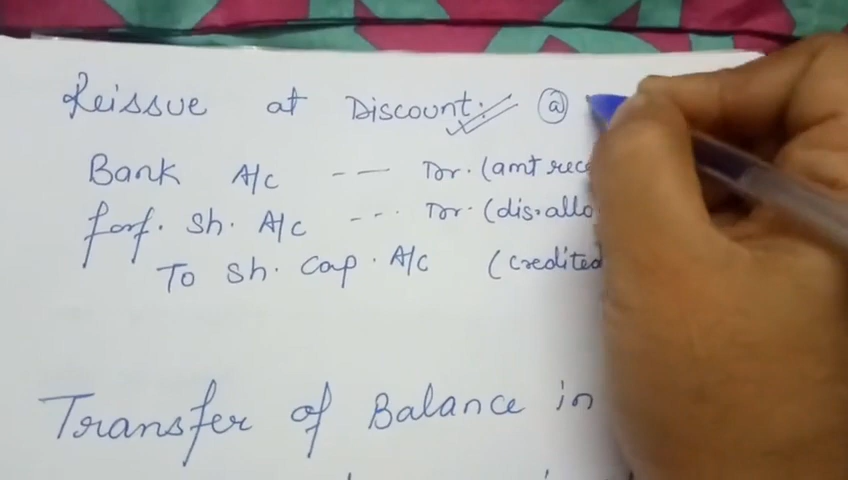 Reissue at Discount. @
Bank A/c --- Dr. (amt rece
forf. sh. A/c --- Dr. (dis. allo
To sh. cap. A/c (credited
Transfer of Balance in